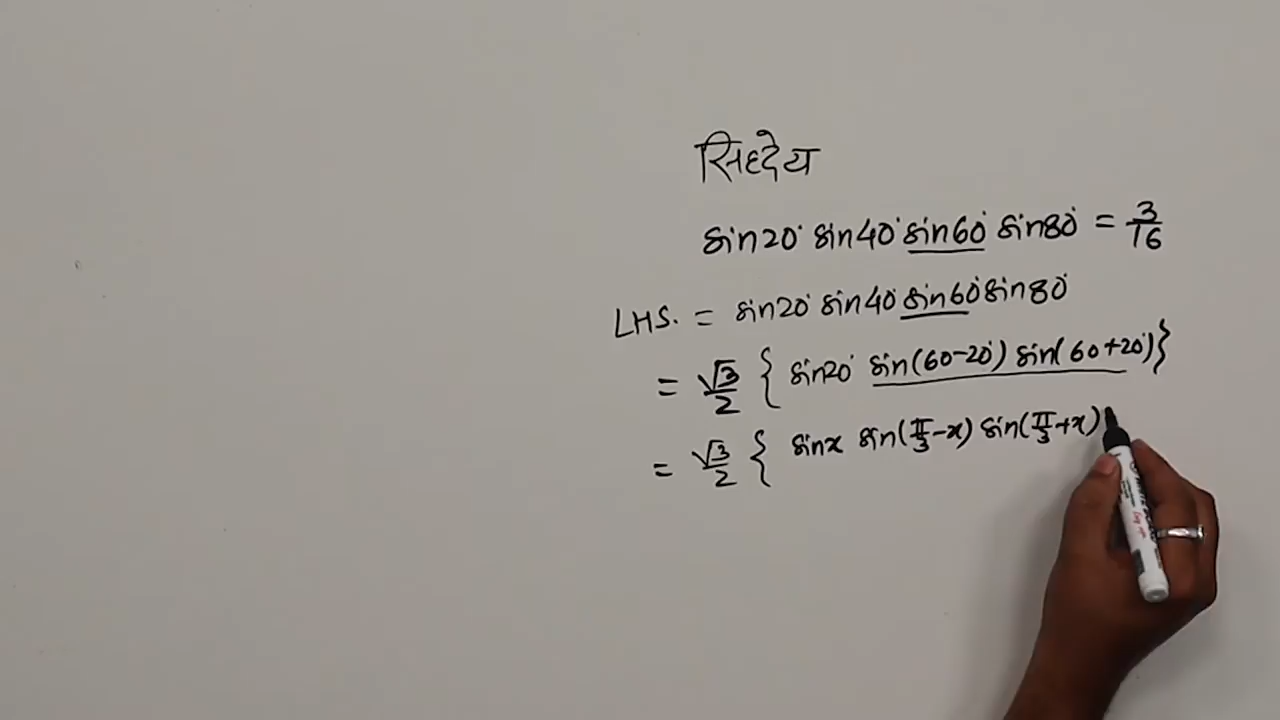 सिध्देय
sin20° sin40° sin60° sin80° = 3/16
LHS. = sin20° sin40° sin60° sin80°
= √3/2 { sin20° sin(60-20°) sin(60+20°)}
= √3/2 { sinx sin(π/3-x) sin(π/3+x)